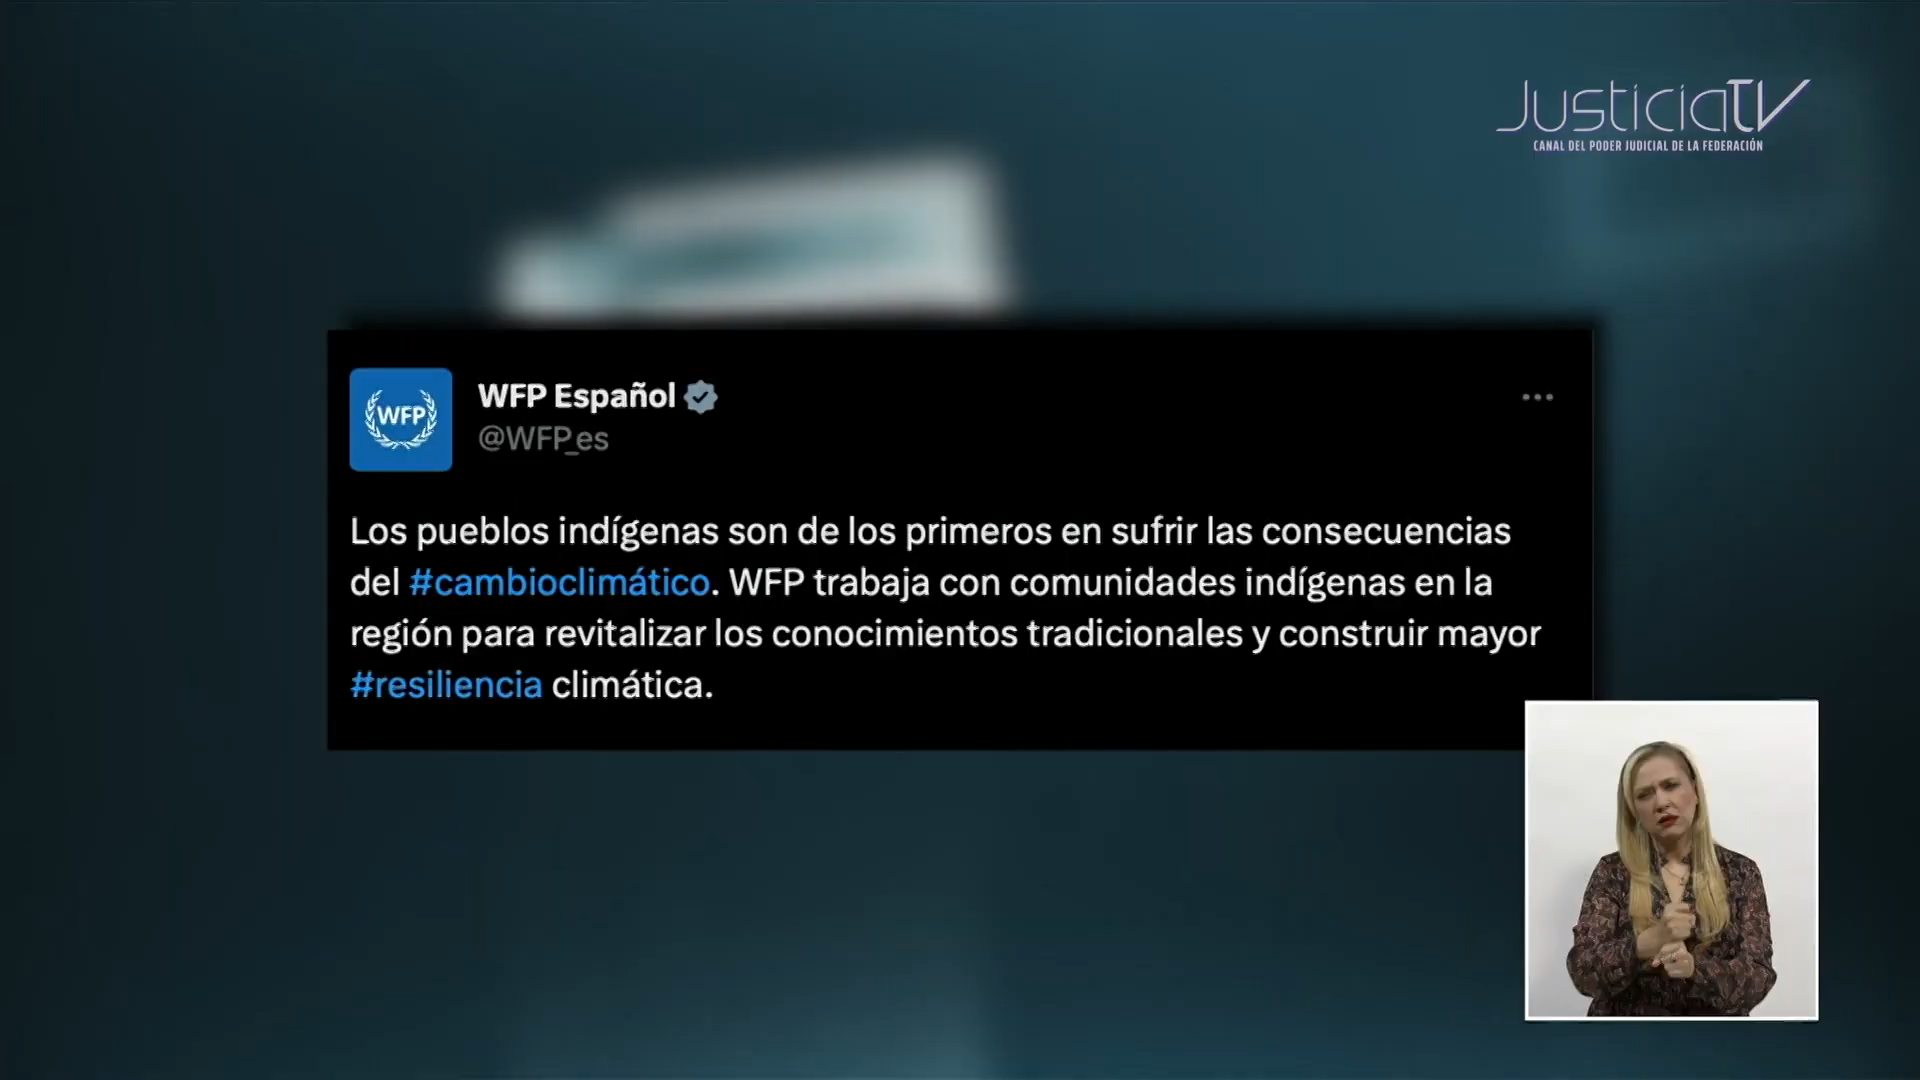 JusticiaTV
CANAL DEL PODER JUDICIAL DE LA FEDERACIÓN
WFP
WFP Español
@WFP_es
Los pueblos indígenas son de los primeros en sufrir las consecuencias
del #cambioclimático. WFP trabaja con comunidades indígenas en la
región para revitalizar los conocimientos tradicionales y construir mayor
#resiliencia climática.